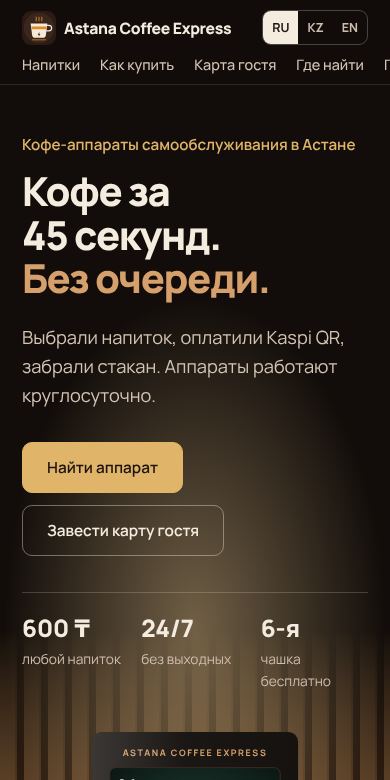 Astana Coffee Express
RU KZ EN
Напитки Как купить Карта гостя Где найти
Кофе-аппараты самообслуживания в Астане
Кофе за
45 секунд.
Без очереди.
Выбрали напиток, оплатили Kaspi QR,
забрали стакан. Аппараты работают
круглосуточно.
Найти аппарат
Завести карту гостя
600 ₸ 24/7 6-я
любой напиток без выходных чашка
бесплатно
ASTANA COFFEE EXPRESS